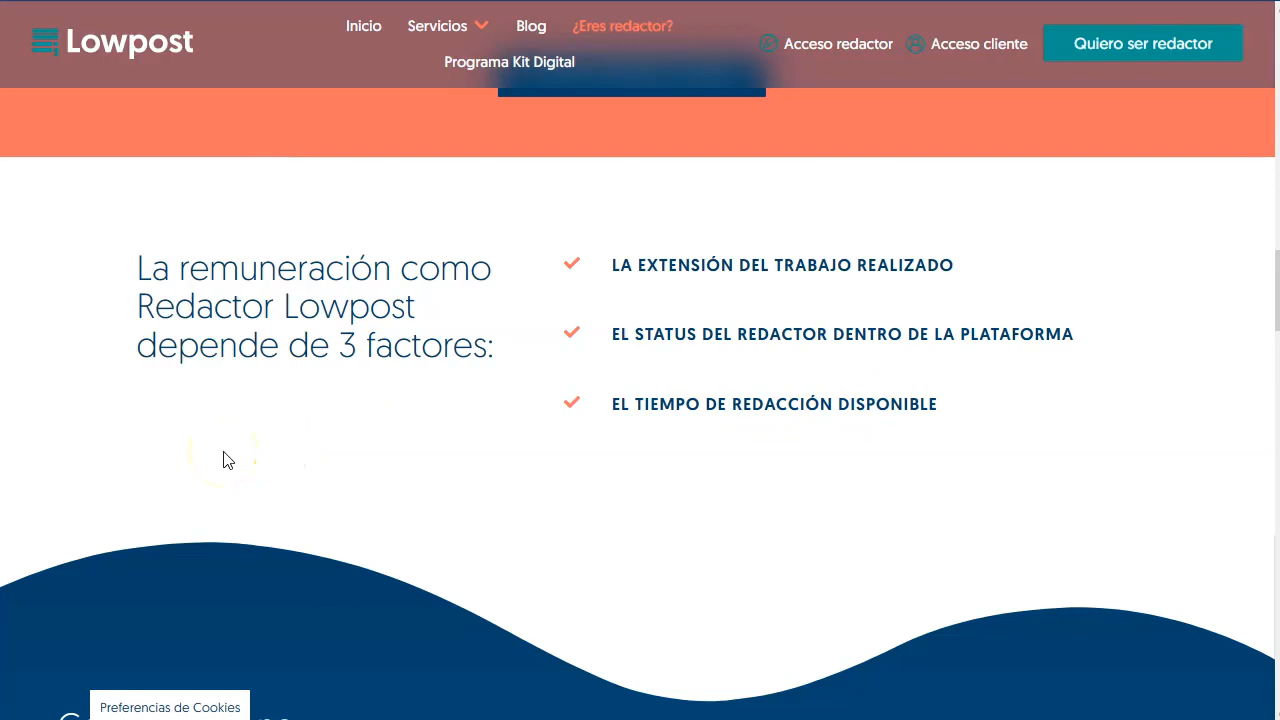 Lowpost
Inicio
Servicios
Blog
¿Eres redactor?
Programa Kit Digital
Acceso redactor
Acceso cliente
Quiero ser redactor
La remuneración como
Redactor Lowpost
depende de 3 factores:
LA EXTENSIÓN DEL TRABAJO REALIZADO
EL STATUS DEL REDACTOR DENTRO DE LA PLATAFORMA
EL TIEMPO DE REDACCIÓN DISPONIBLE
Preferencias de Cookies